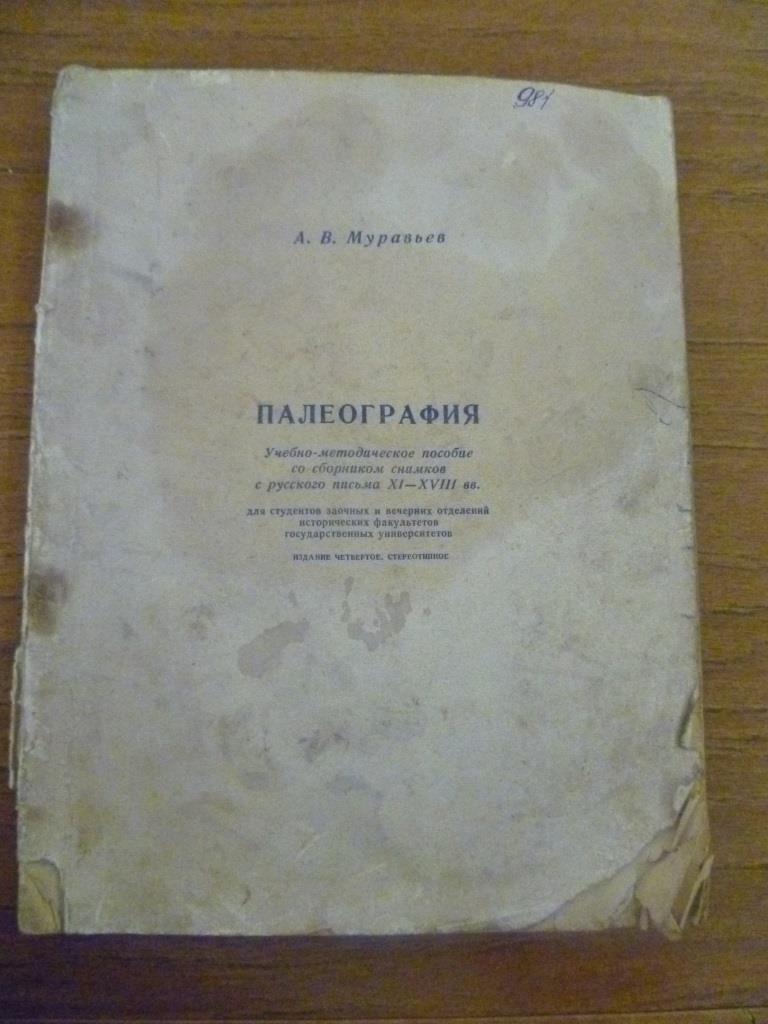 981
А. В. Муравьев
ПАЛЕОГРАФИЯ
Учебно-методическое пособие
со сборником снимков
с русского письма XI—XVIII вв.
для студентов заочных и вечерних отделений
исторических факультетов
государственных университетов
ИЗДАНИЕ ЧЕТВЕРТОЕ, СТЕРЕОТИПНОЕ